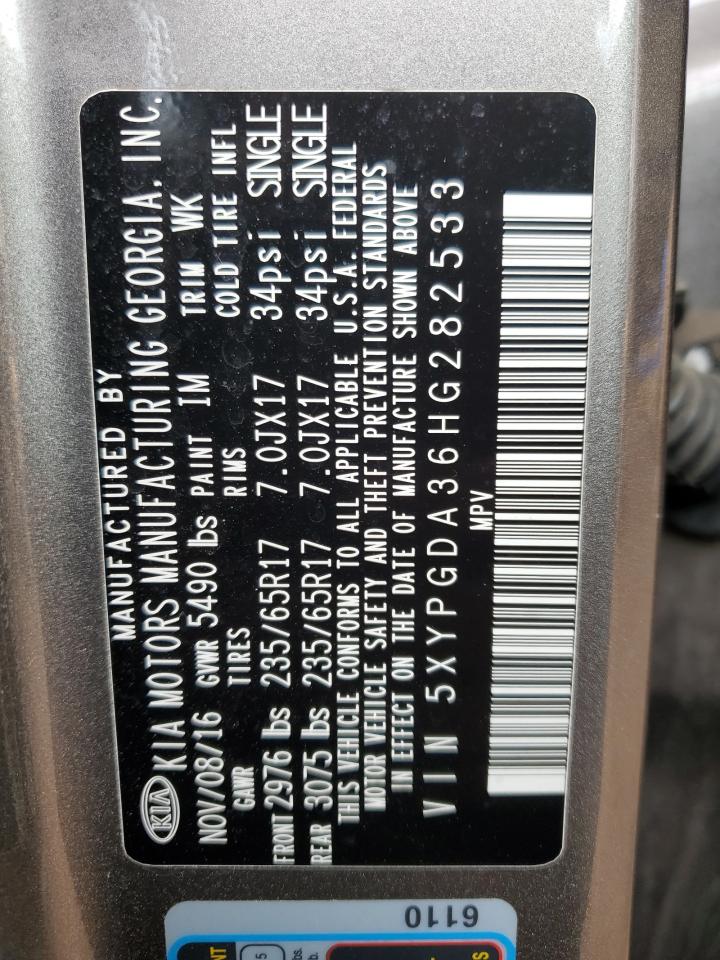 MANUFACTURED BY
KIA KIA MOTORS MANUFACTURING GEORGIA, INC.
NOV/08/16 GVWR 5490 lbs PAINT IM TRIM WK
GAWR TIRES RIMS COLD TIRE INFL
FRONT 2976 lbs 235/65R17 7.0JX17 34psi SINGLE
REAR 3075 lbs 235/65R17 7.0JX17 34psi SINGLE
THIS VEHICLE CONFORMS TO ALL APPLICABLE U.S.A. FEDERAL
MOTOR VEHICLE SAFETY AND THEFT PREVENTION STANDARDS
IN EFFECT ON THE DATE OF MANUFACTURE SHOWN ABOVE
VIN 5XYPGDA36HG282533
MPV
6110
NT
5